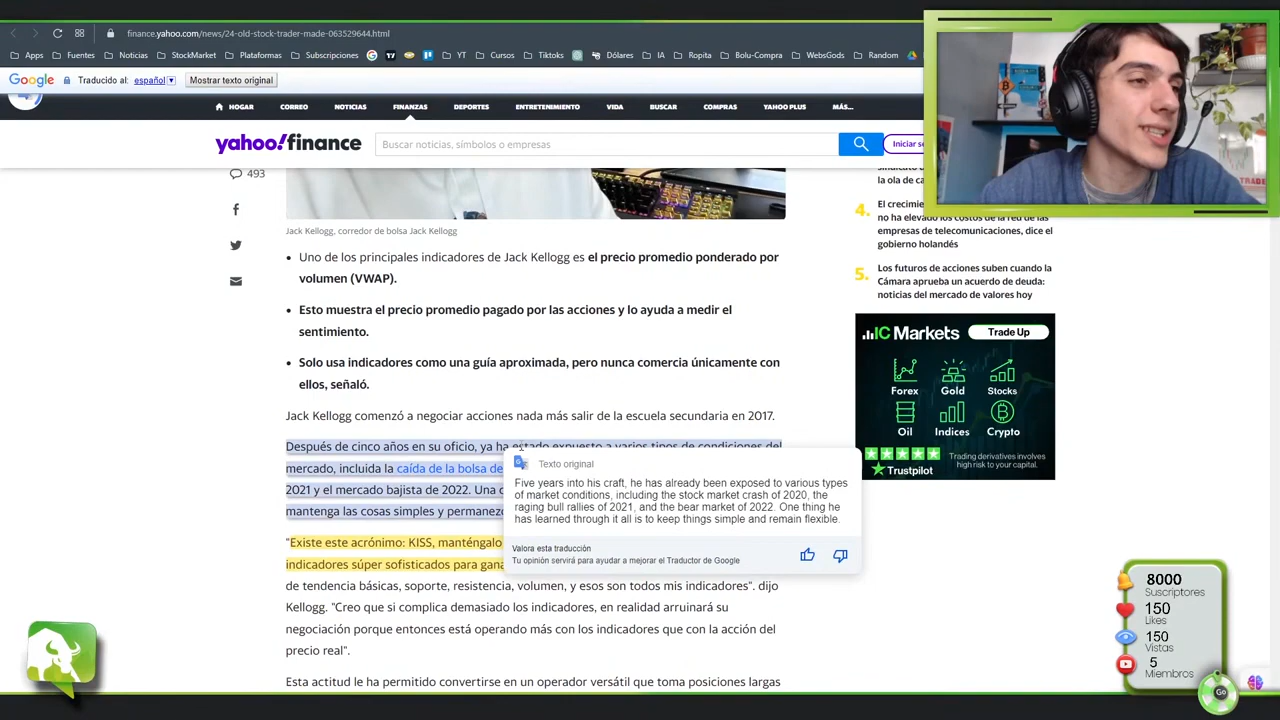 finance.yahoo.com/news/24-old-stock-trader-made-063529644.html
Apps
Fuentes
Noticias
StockMarket
Plataformas
Subscripciones
YT
Cursos
Tiktoks
Dólares
IA
Ropita
Bolu-Compra
WebsGods
Random
Google
Traducido al: español
Mostrar texto original
HOGAR
CORREO
NOTICIAS
FINANZAS
DEPORTES
ENTRETENIMIENTO
VIDA
BUSCAR
COMPRAS
YAHOO PLUS
MÁS...
yahoo!finance
Buscar noticias, símbolos o empresas
Iniciar
493
Jack Kellogg, corredor de bolsa Jack Kellogg
Uno de los principales indicadores de Jack Kellogg es el precio promedio ponderado por
volumen (VWAP).
Esto muestra el precio promedio pagado por las acciones y lo ayuda a medir el
sentimiento.
Solo usa indicadores como una guía aproximada, pero nunca comercia únicamente con
ellos, señaló.
Jack Kellogg comenzó a negociar acciones nada más salir de la escuela secundaria en 2017.
Después de cinco años en su oficio, ya ha estado expuesto a varios tipos de condiciones del
mercado, incluida la caída de la bolsa de
2021 y el mercado bajista de 2022. Una
mantenga las cosas simples y
"Existe este acrónimo: KISS, manténgalo
indicadores súper sofisticados para
de tendencia básicas, soporte, resistencia, volumen, y esos son todos mis indicadores". dijo
Kellogg. "Creo que si complica demasiado los indicadores, en realidad arruinará su
negociación porque entonces está operando más con los indicadores que con la acción del
precio real".
Esta actitud le ha permitido convertirse en un operador versátil que toma posiciones largas
Texto original
Five years into his craft, he has already been exposed to various types
of market conditions, including the stock market crash of 2020, the
raging bull rallies of 2021, and the bear market of 2022. One thing he
has learned through it all is to keep things simple and remain flexible.
Valora esta traducción
Tu opinión servirá para ayudar a mejorar el Traductor de Google
la ola de
4.
El
no ha elevado los costos de la red de las
empresas de telecomunicaciones, dice el
gobierno holandés
5.
Los futuros de acciones suben cuando la
Cámara aprueba un acuerdo de deuda:
noticias del mercado de valores hoy
IC Markets
Trade Up
Forex
Gold
Stocks
Oil
Indices
Crypto
Trustpilot
Trading derivatives involves
high risk to your capital.
8000
Suscriptores
150
Likes
150
Vistas
5
Miembros
Go